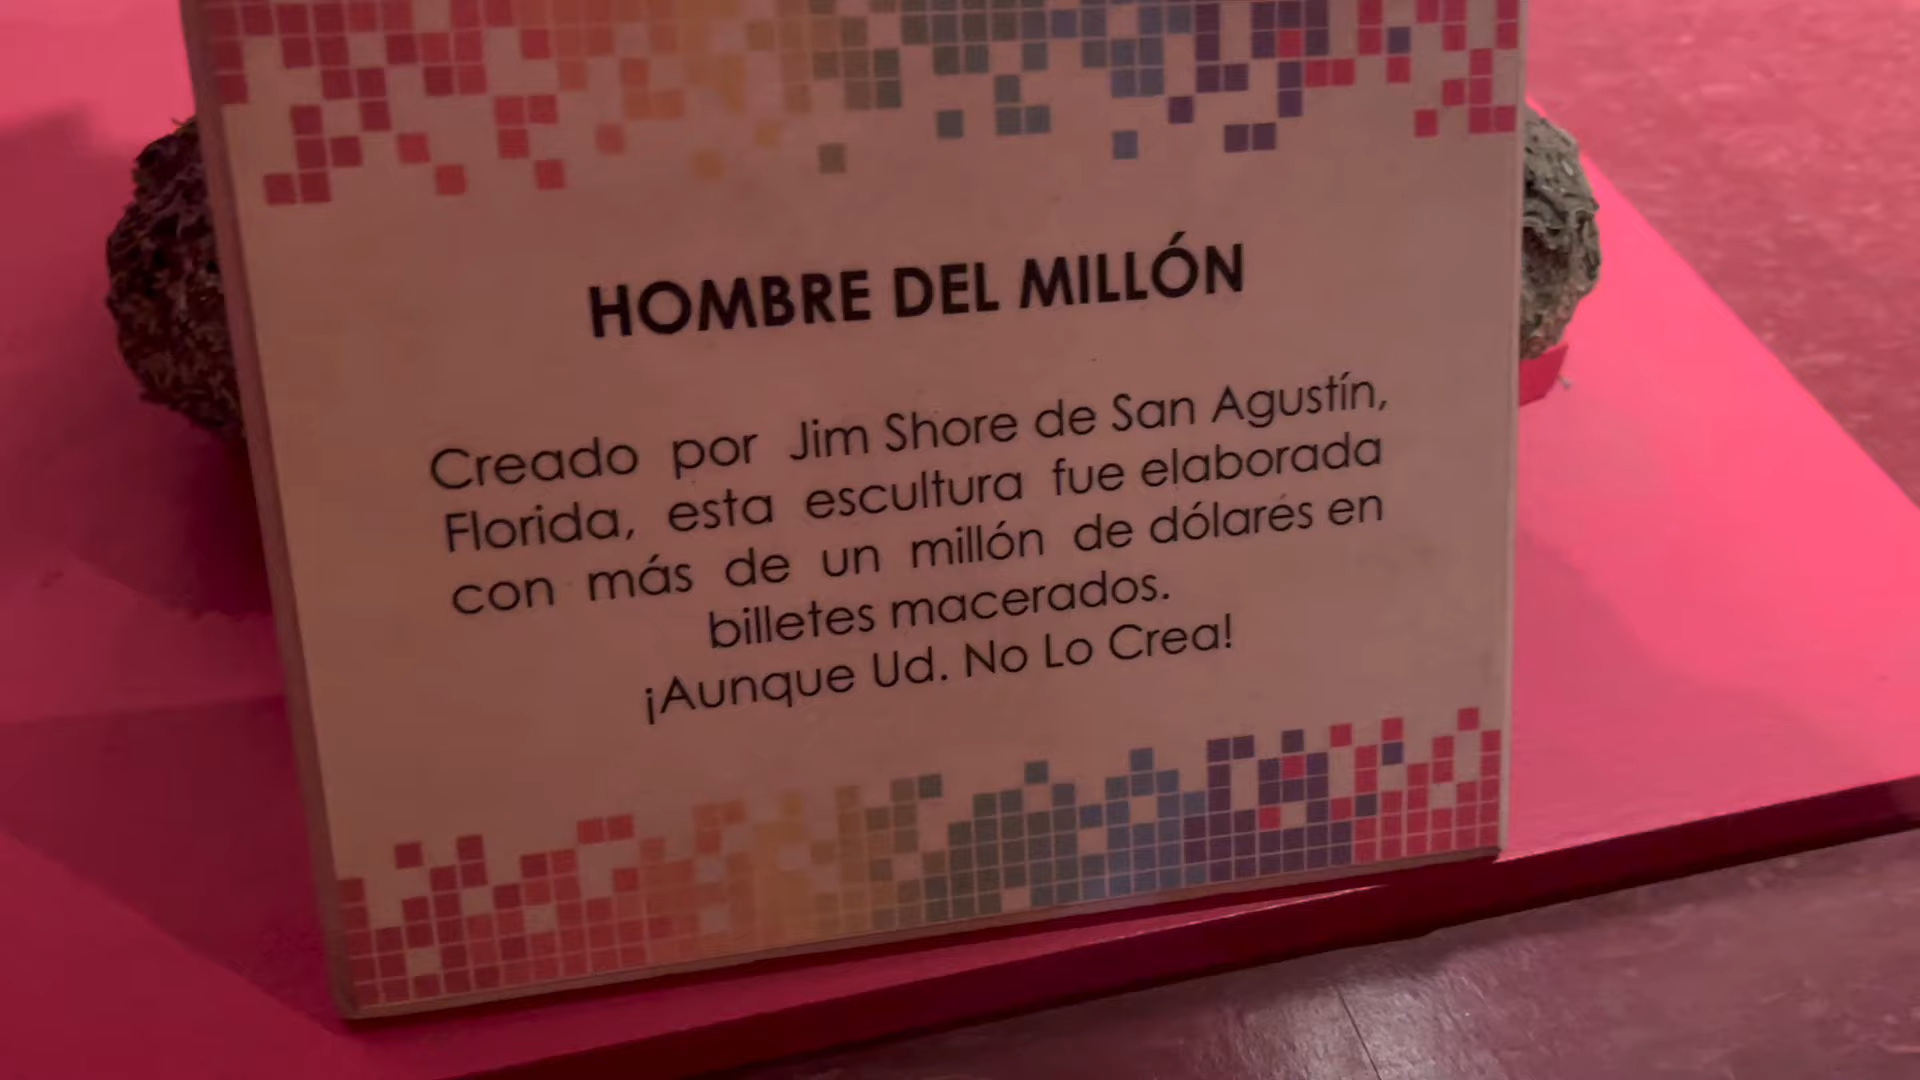 HOMBRE DEL MILLÓN
Creado por Jim Shore de San Agustín,
Florida, esta escultura fue elaborada
con más de un millón de dólares en
billetes macerados.
¡Aunque Ud. No Lo Crea!